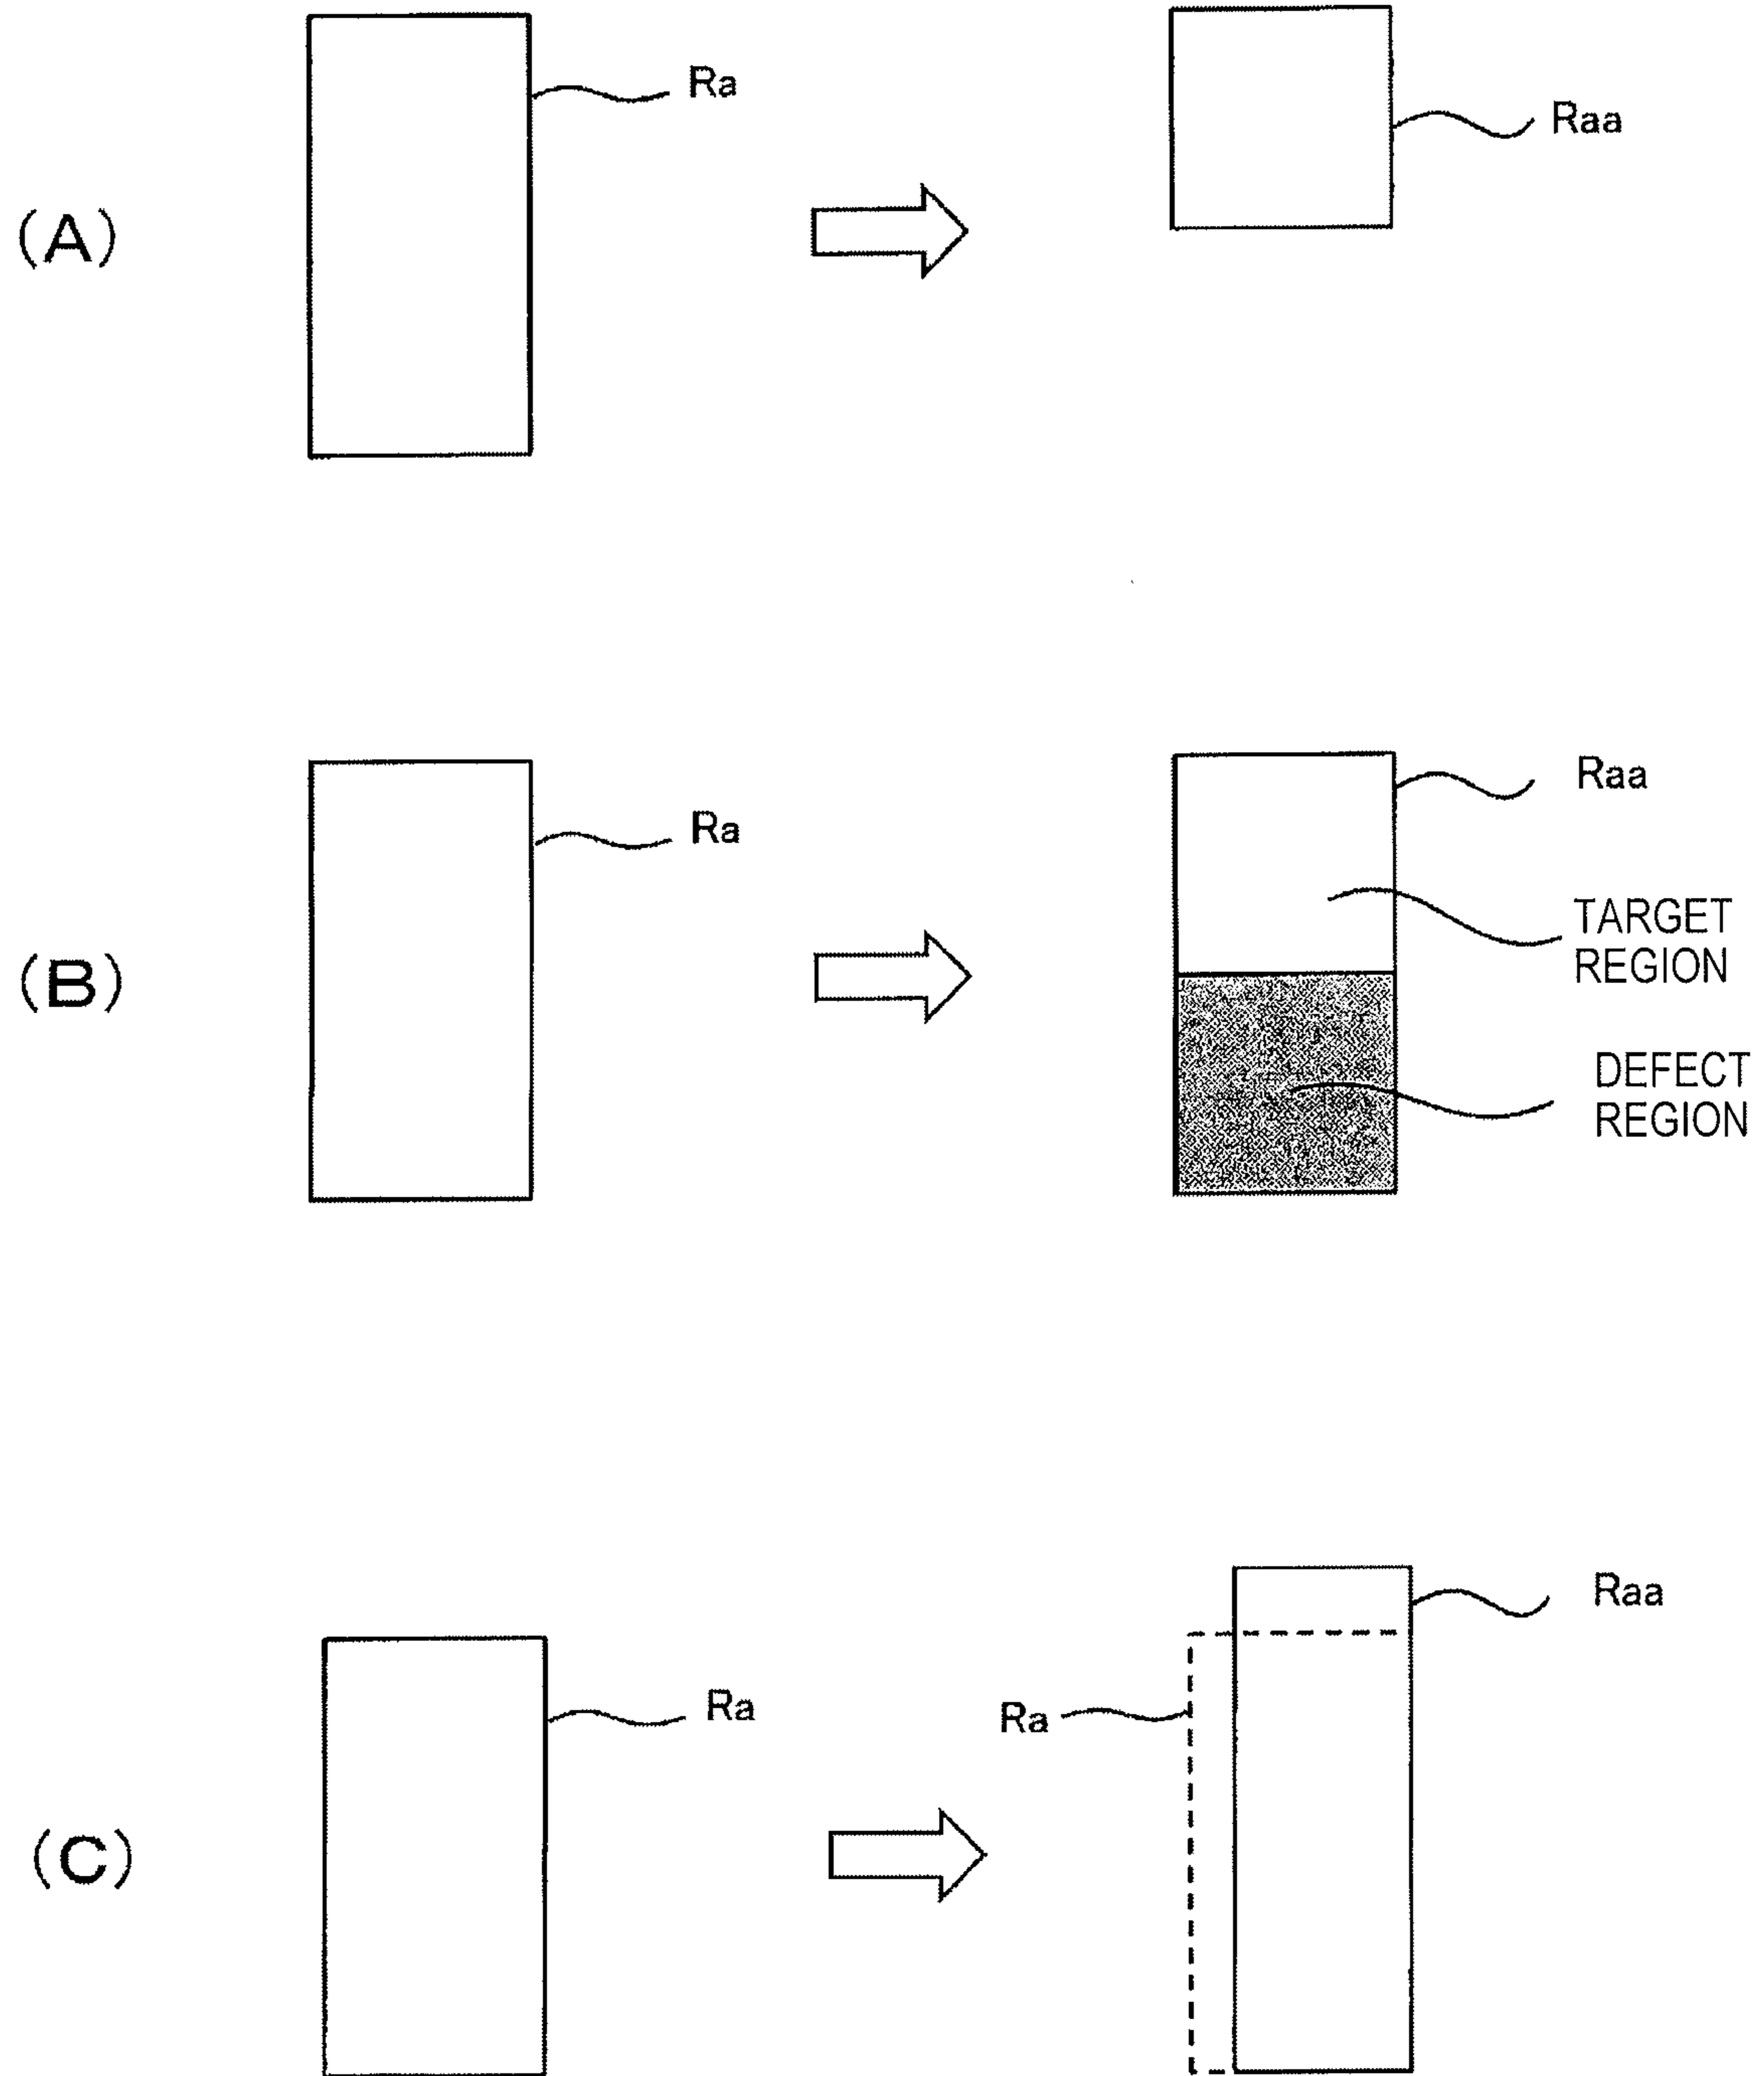 Ra
Raa
(A)
Raa
Ra
TARGET
REGION
(B)
DEFECT
REGION
Raa
Ra
Ra
(C)